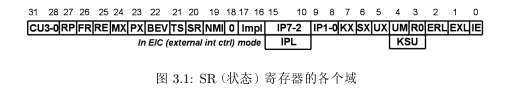 31 28 27 26 25 24 23 22 21 20 19 18 17 16 15 10 9 8 7 6 5 4 3 2 1 0
CU3-0 RP FR RE MX PX BEV TS SR NMI 0 Impl IP7-2 IP1-0 KX SX UX UM R0 ERL EXL IE
In EIC (external int ctrl) mode IPL KSU
图 3.1: SR（状态）寄存器的各个域